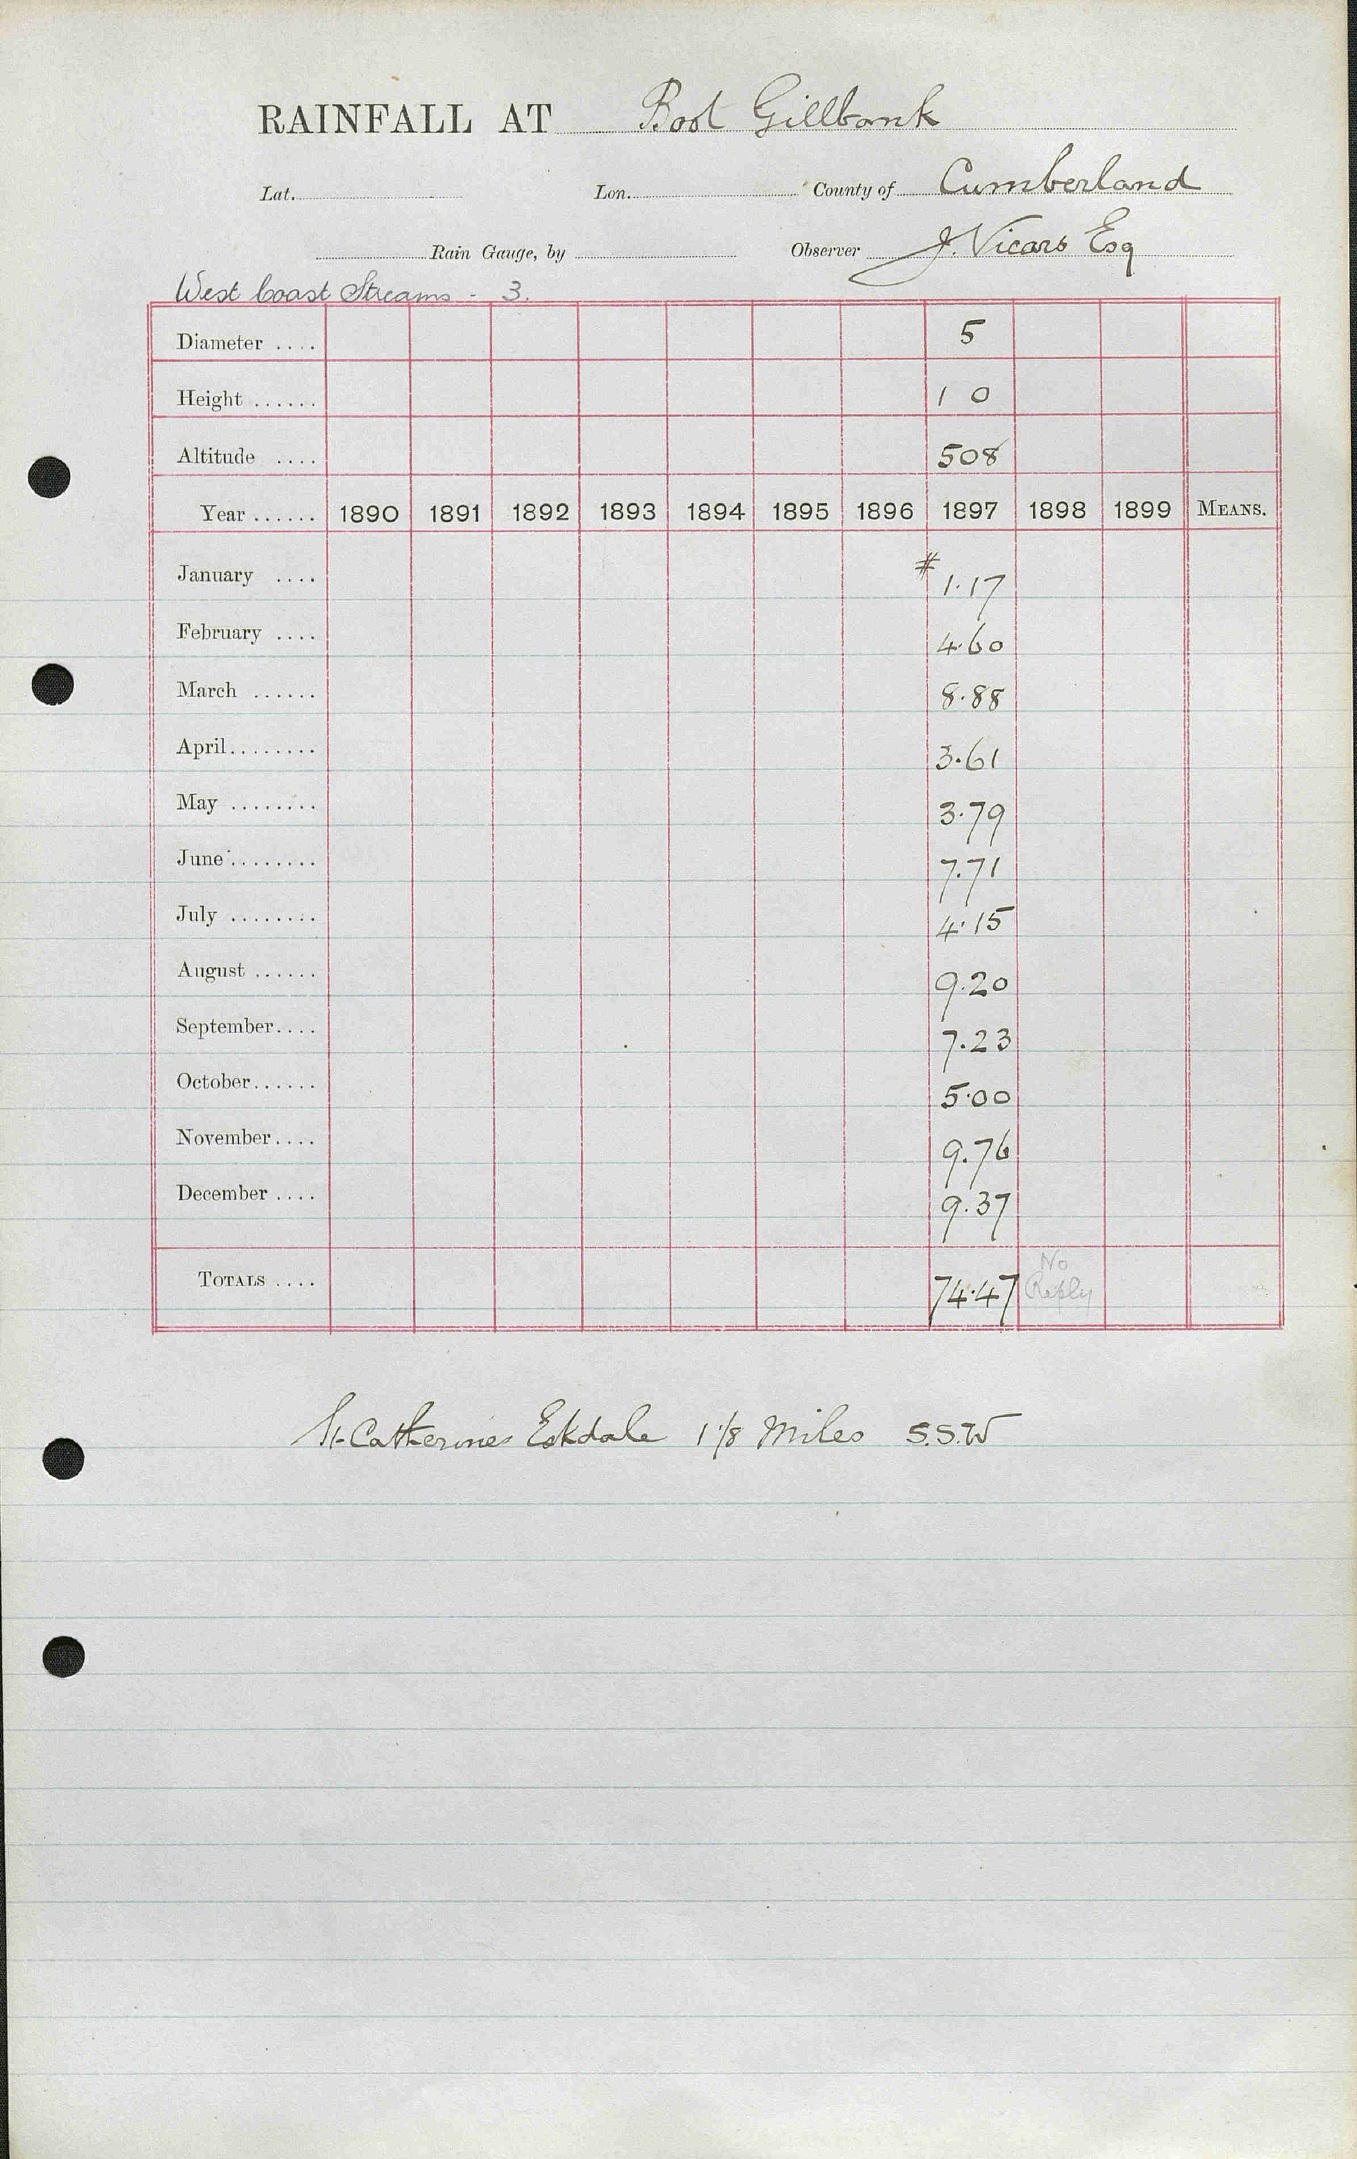 RAINFALL AT Boot Gillbank
Lat. Lon. County of Cumberland
Rain Gauge, by Observer J. Vicars Esq
West Coast Streams - 3.
Diameter .... 5
Height ...... 1 0
Altitude .... 508
Year ...... 1890 1891 1892 1893 1894 1895 1896 1897 1898 1899 MEANS.
January .... # 1.17
February .... 4.60
March ...... 8.88
April........ 3.61
May ........ 3.79
June ........ 7.71
July ........ 4.15
August ...... 9.20
September.... 7.23
October...... 5.00
November.... 9.76
December .... 9.37
TOTALS .... 74.47 No Reply
St. Catherines Eskdale 1 1/8 Miles S.S.W